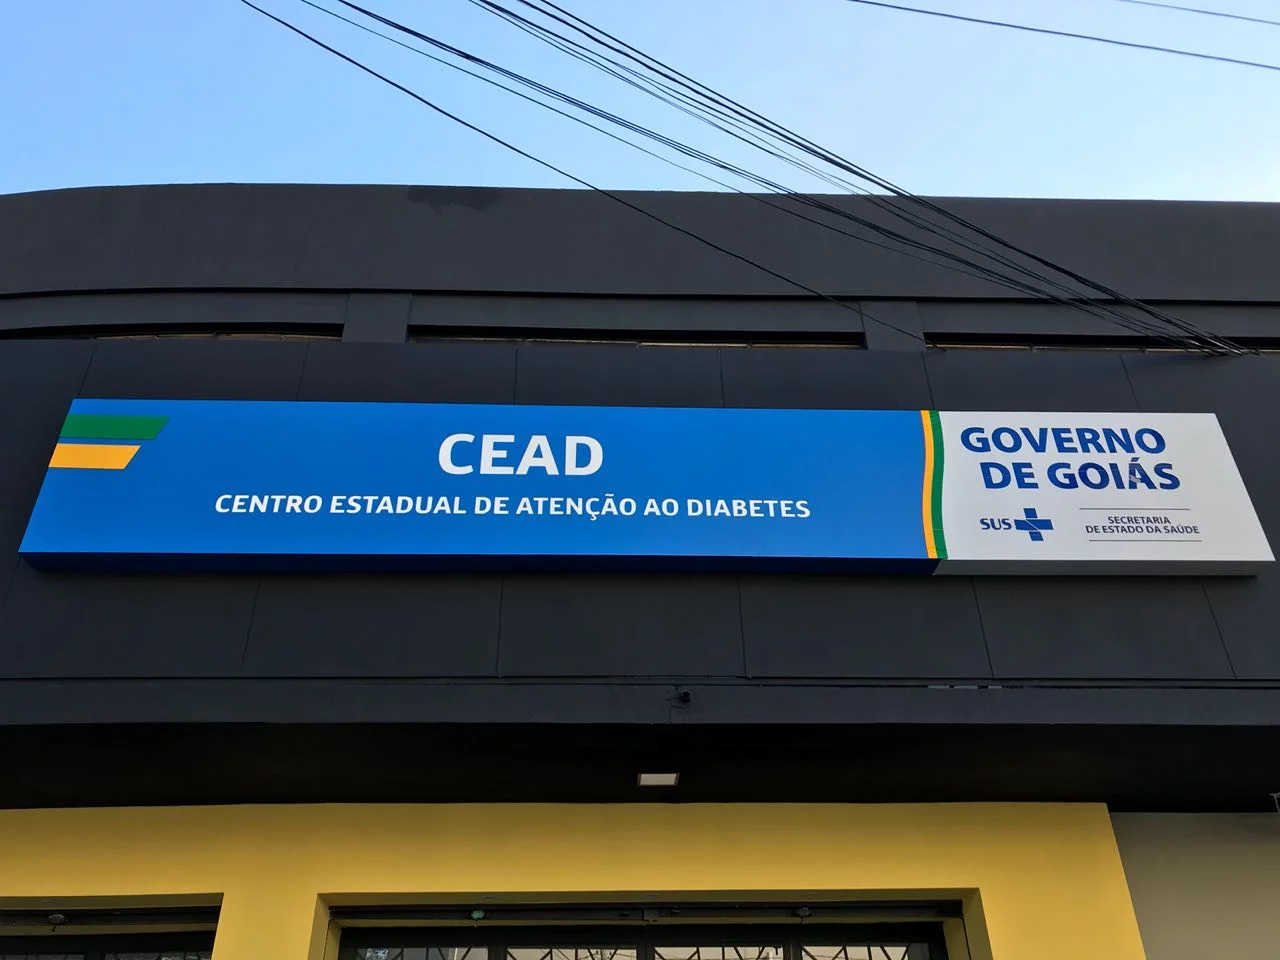 CEAD
CENTRO ESTADUAL DE ATENÇÃO AO DIABETES
GOVERNO
DE GOIÁS
SUS
SECRETARIA
DE ESTADO DA SAÚDE